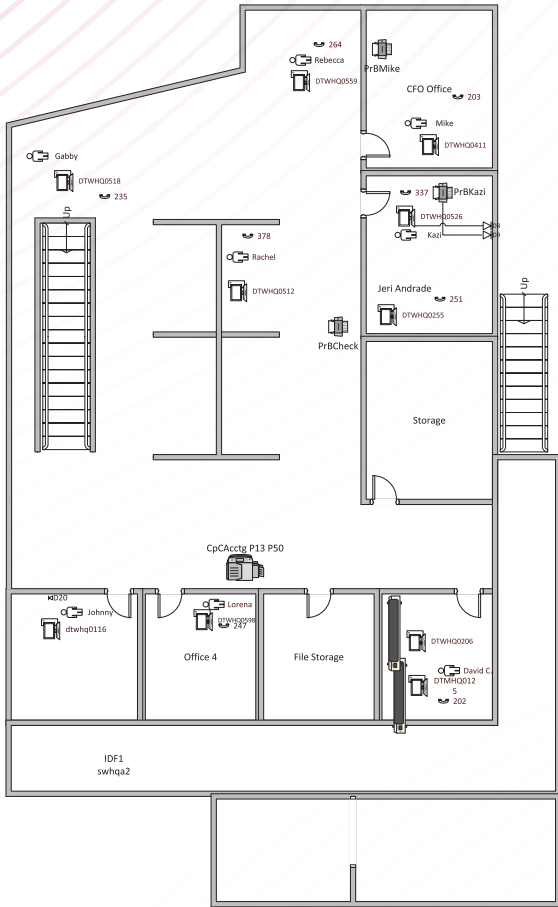 264
Rebecca
DTWHQ0559
PrBMike
CFO Office
203
Mike
DTWHQ0411
Gabby
DTWHQ0518
235
Up
378
Rachel
DTWHQ0512
337
PrBKazi
DTWHQ0526
Kazi
D8
D9
Jeri Andrade
251
DTWHQ0255
Up
PrBCheck
Storage
CpCAcctg P13 P50
D20
Johnny
dtwhq0116
Lorena
DTWHQ0598
247
Office 4
File Storage
DTWHQ0206
David C.
DTMHQ012
5
202
IDF1
swhqa2